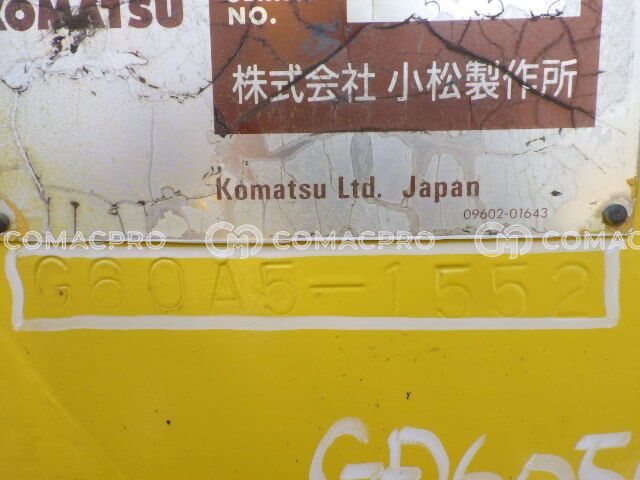 KOMATSU
NO.
株式会社 小松製作所
Komatsu Ltd. Japan
09602-01643
COMACPRO COMACPRO
G60A5-1552